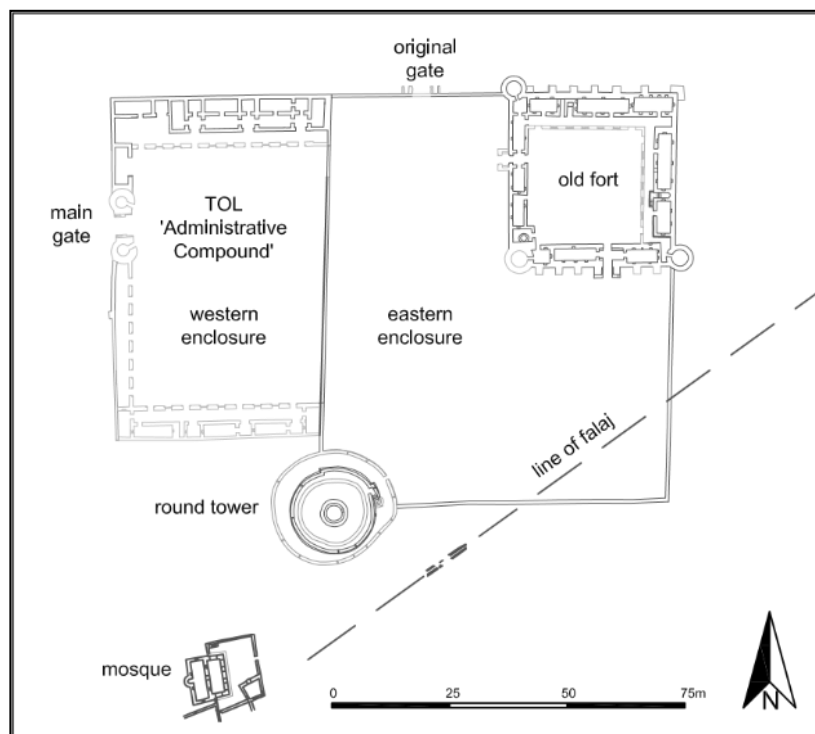 original
gate
old fort
TOL
'Administrative
Compound'
main
gate
western
enclosure
eastern
enclosure
line of falaj
round tower
mosque
0
25
50
75m
N